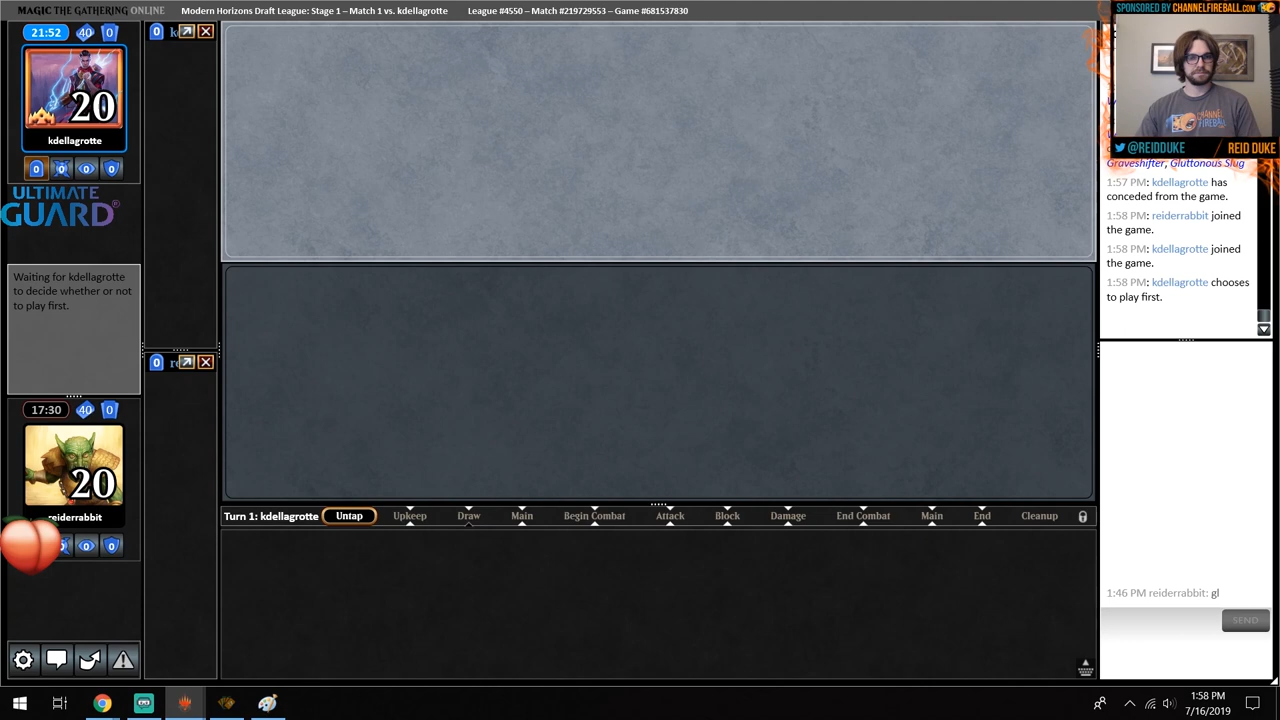 MAGIC THE GATHERING ONLINE
Modern Horizons Draft League: Stage 1 – Match 1 vs. kdellagrotte
League #4550 – Match #219729553 – Game #681537830
SPONSORED BY CHANNELFIREBALL.COM
21:52 40 0
20
kdellagrotte
0 0 0 0
ULTIMATE
GUARD®
Waiting for kdellagrotte
to decide whether or not
to play first.
17:30 40 0
20
reiderrabbit
0 0
0
0
Turn 1: kdellagrotte Untap Upkeep Draw Main Begin Combat Attack Block Damage End Combat Main End Cleanup
CHANNEL
FIREBALL
@REIDDUKE / REID DUKE
Graveshifter, Gluttonous Slug
1:57 PM: kdellagrotte has
conceded from the game.
1:58 PM: reiderrabbit joined
the game.
1:58 PM: kdellagrotte joined
the game.
1:58 PM: kdellagrotte chooses
to play first.
1:46 PM reiderrabbit: gl
SEND
1:58 PM
7/16/2019